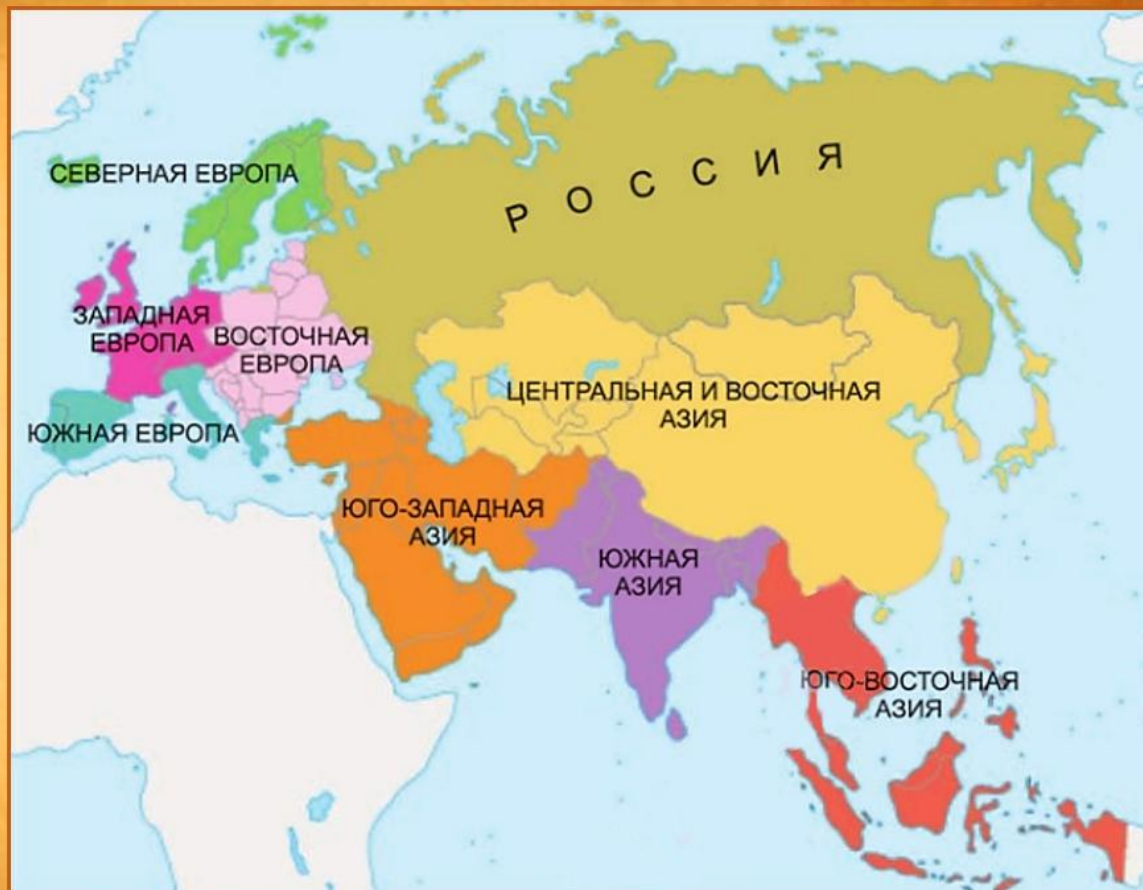 СЕВЕРНАЯ ЕВРОПА
РОССИЯ
ЗАПАДНАЯ
ЕВРОПА
ВОСТОЧНАЯ
ЕВРОПА
ЮЖНАЯ ЕВРОПА
ЦЕНТРАЛЬНАЯ И ВОСТОЧНАЯ
АЗИЯ
ЮГО-ЗАПАДНАЯ
АЗИЯ
ЮЖНАЯ
АЗИЯ
ЮГО-ВОСТОЧНАЯ
АЗИЯ